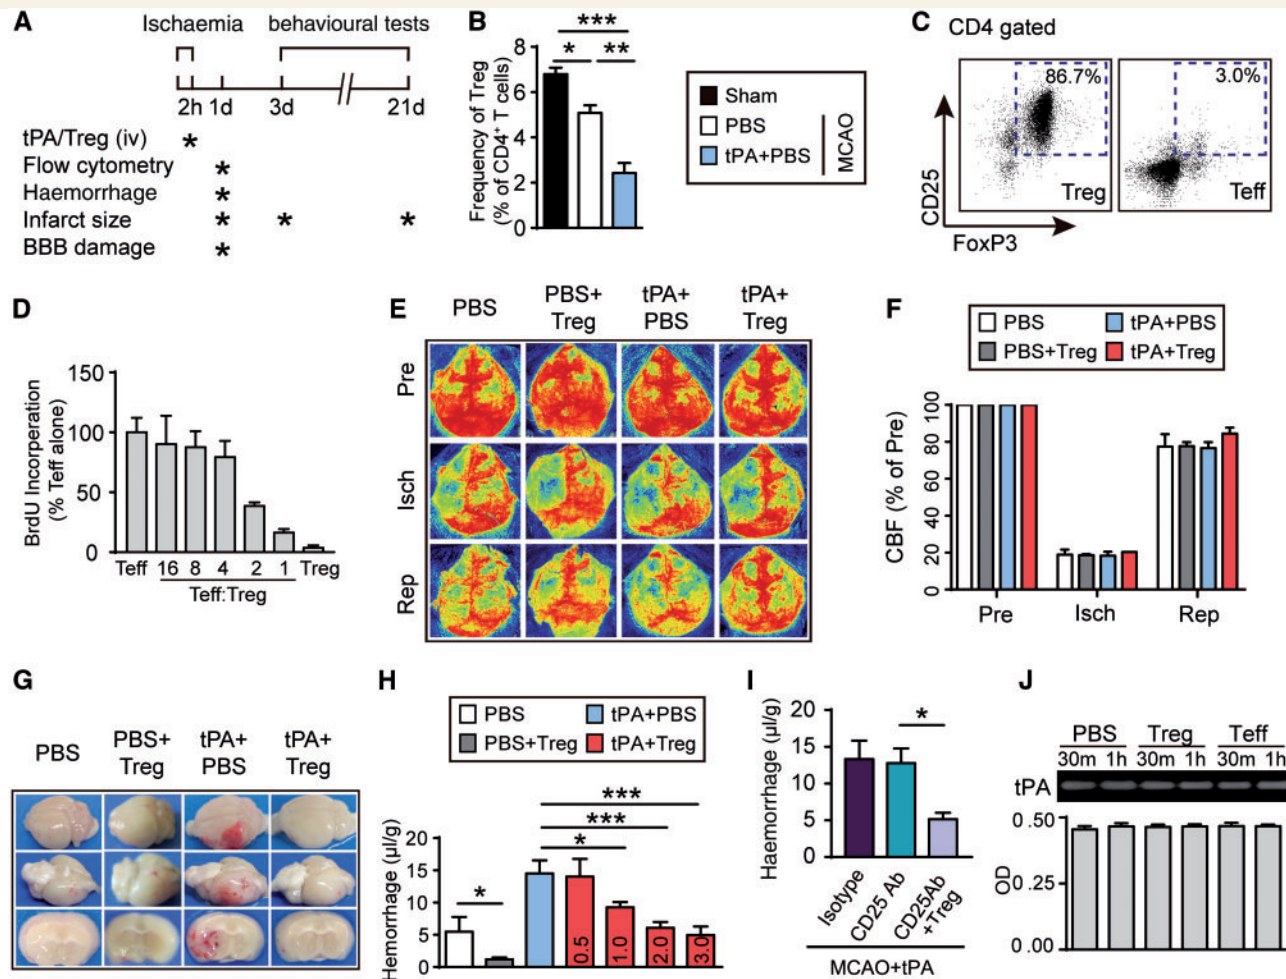 A
Ischaemia
behavioural tests
2h
1d
3d
21d
tPA/Treg (iv)
*
Flow cytometry
*
Haemorrhage
*
Infarct size
* * *
BBB damage
*
B
***
* **
8
6
4
2
0
Frequency of Treg
(% of CD4⁺ T cells)
Sham
PBS
tPA+PBS
MCAO
C
CD4 gated
86.7%
3.0%
Treg
Teff
CD25
FoxP3
D
150
100
50
0
BrdU Incorperation
(% Teff alone)
Teff 16 8 4 2 1 Treg
Teff:Treg
E
PBS
PBS+
Treg
tPA+
PBS
tPA+
Treg
Pre
Isch
Rep
F
PBS
tPA+PBS
PBS+Treg
tPA+Treg
100
80
60
40
20
0
CBF (% of Pre)
Pre
Isch
Rep
G
PBS
PBS+
Treg
tPA+
PBS
tPA+
Treg
H
PBS
tPA+PBS
PBS+Treg
tPA+Treg
***
***
*
*
20
15
10
5
0
Hemorrhage (µl/g)
0.5
1.0
2.0
3.0
I
20
15
10
5
0
Haemorrhage (µl/g)
*
Isotype
CD25 Ab
CD25Ab
+Treg
MCAO+tPA
J
PBS Treg Teff
30m 1h 30m 1h 30m 1h
tPA
0.50
0.25
0.00
OD